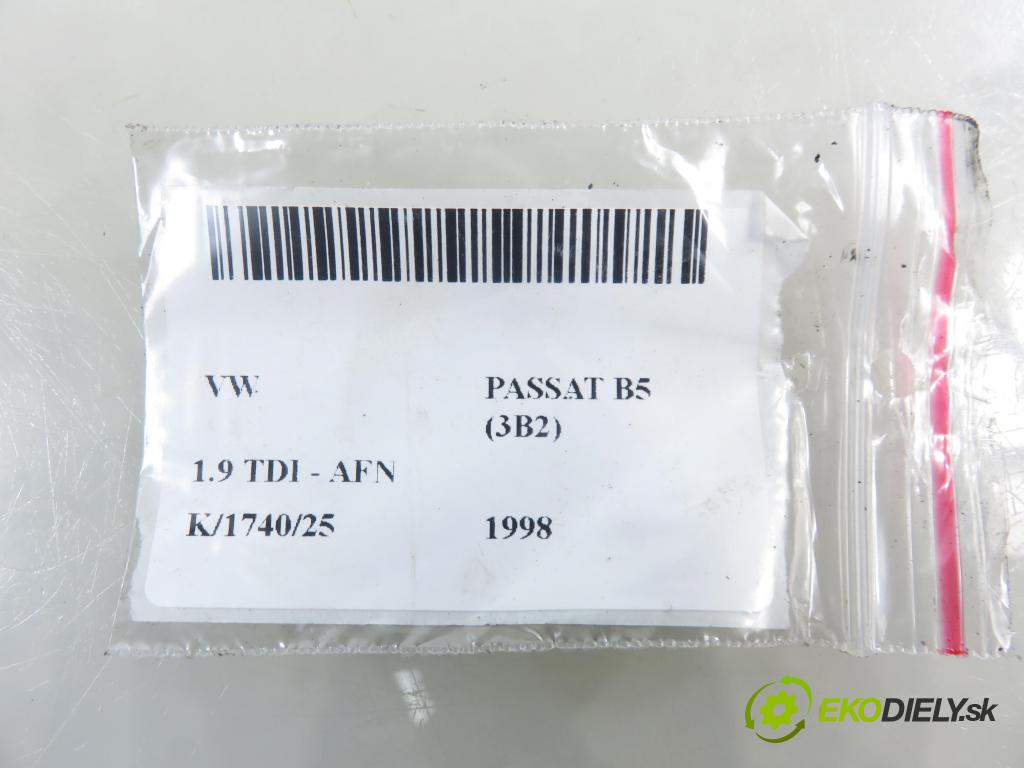 VW PASSAT B5
(3B2)
1.9 TDI - AFN
K/1740/25 1998
EKODIELY.sk